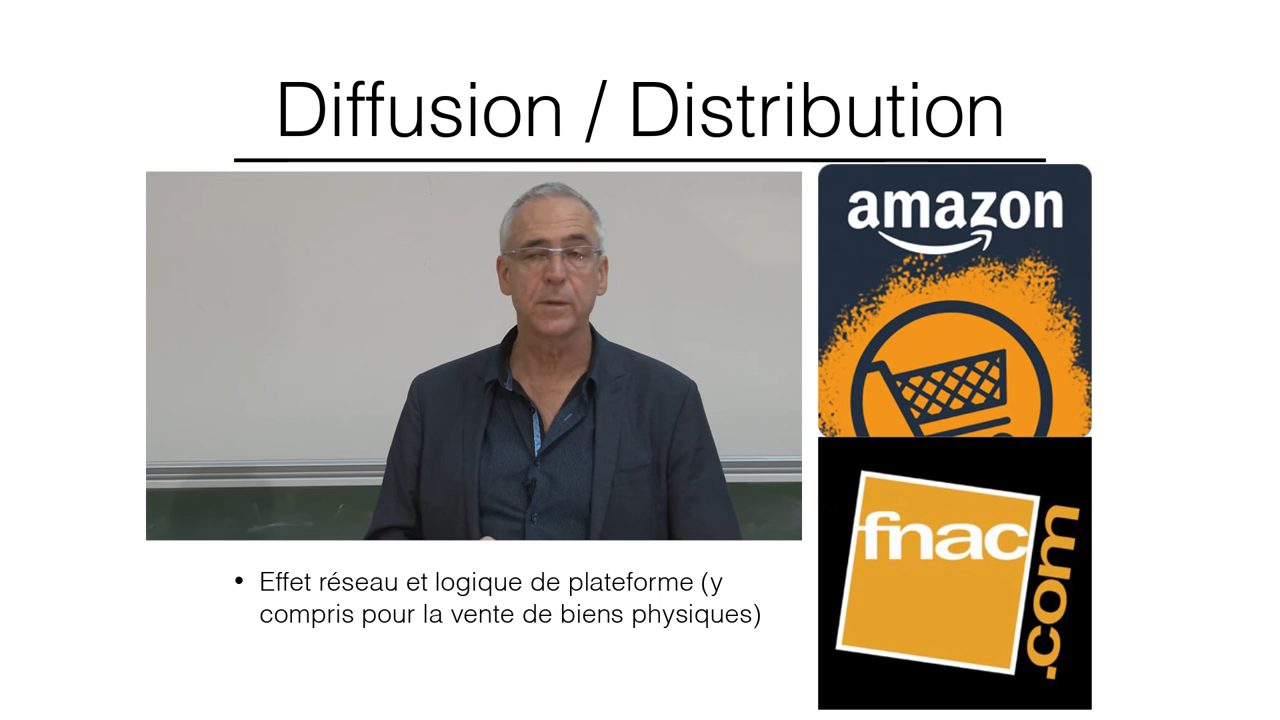 Diffusion / Distribution
amazon
fnac
.com
• Effet réseau et logique de plateforme (y
compris pour la vente de biens physiques)